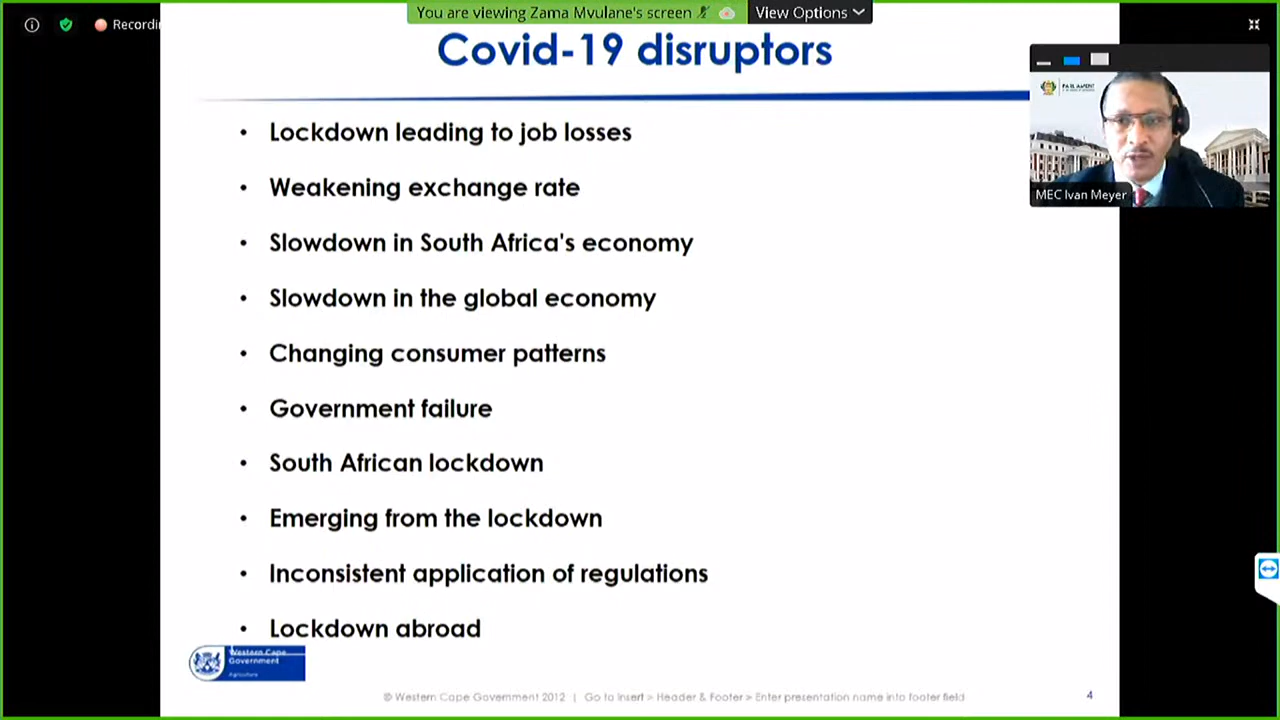 You are viewing Zama Mvulane's screen
View Options
Recordin
Covid-19 disruptors
MEC Ivan Meyer
• Lockdown leading to job losses
• Weakening exchange rate
• Slowdown in South Africa's economy
• Slowdown in the global economy
• Changing consumer patterns
• Government failure
• South African lockdown
• Emerging from the lockdown
• Inconsistent application of regulations
• Lockdown abroad
Western Cape
Government
Agriculture
© Western Cape Government 2012 | Go to Insert > Header & Footer > Enter presentation name into footer field
4